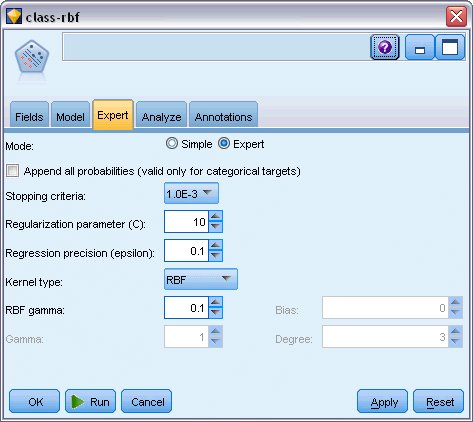 class-rbf
?
Fields Model Expert Analyze Annotations
Mode: Simple Expert
Append all probabilities (valid only for categorical targets)
Stopping criteria: 1.0E-3
Regularization parameter (C): 10
Regression precision (epsilon): 0.1
Kernel type: RBF
RBF gamma: 0.1 Bias: 0
Gamma: 1 Degree: 3
OK Run Cancel Apply Reset